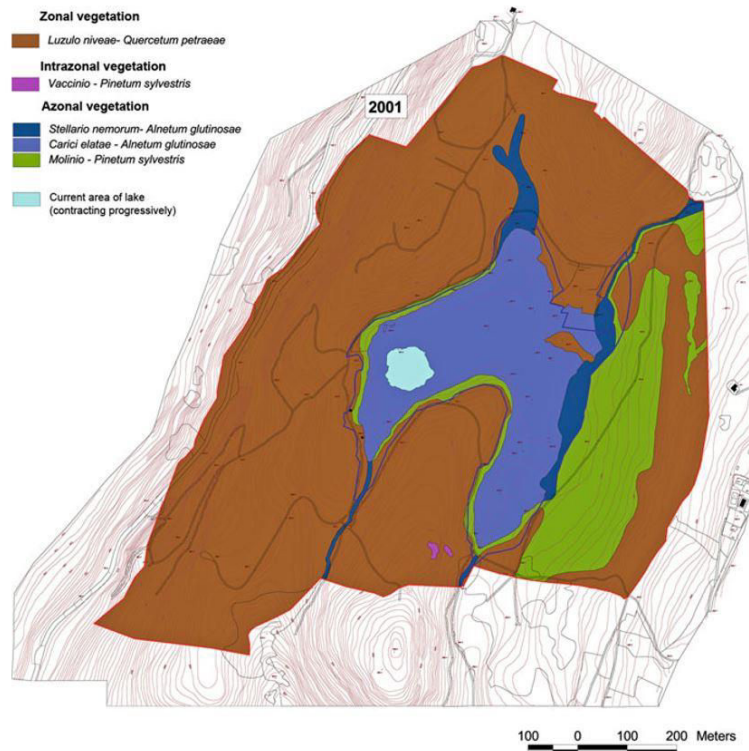 Zonal vegetation
Luzulo niveae- Quercetum petraeae
Intrazonal vegetation
Vaccinio - Pinetum sylvestris
Azonal vegetation
Stellario nemorum- Alnetum glutinosae
Carici elatae - Alnetum glutinosae
Molinio - Pinetum sylvestris
Current area of lake
(contracting progressively)
2001
100 0 100 200 Meters